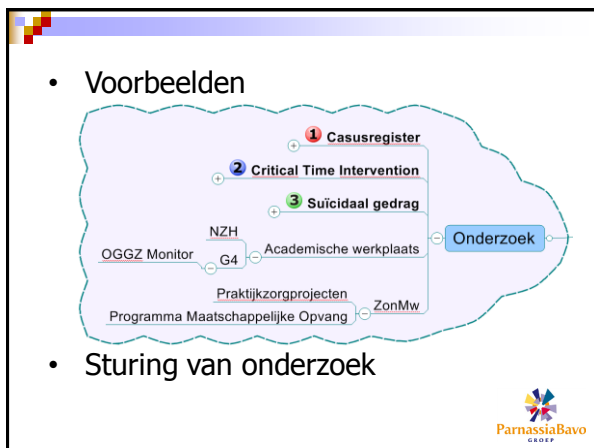 • Voorbeelden
1 Casusregister
2 Critical Time Intervention
3 Suïcidaal gedrag
NZH
OGGZ Monitor
G4
Academische werkplaats
Onderzoek
Praktijkzorgprojecten
Programma Maatschappelijke Opvang
ZonMw
• Sturing van onderzoek
ParnassiaBavo
GROEP